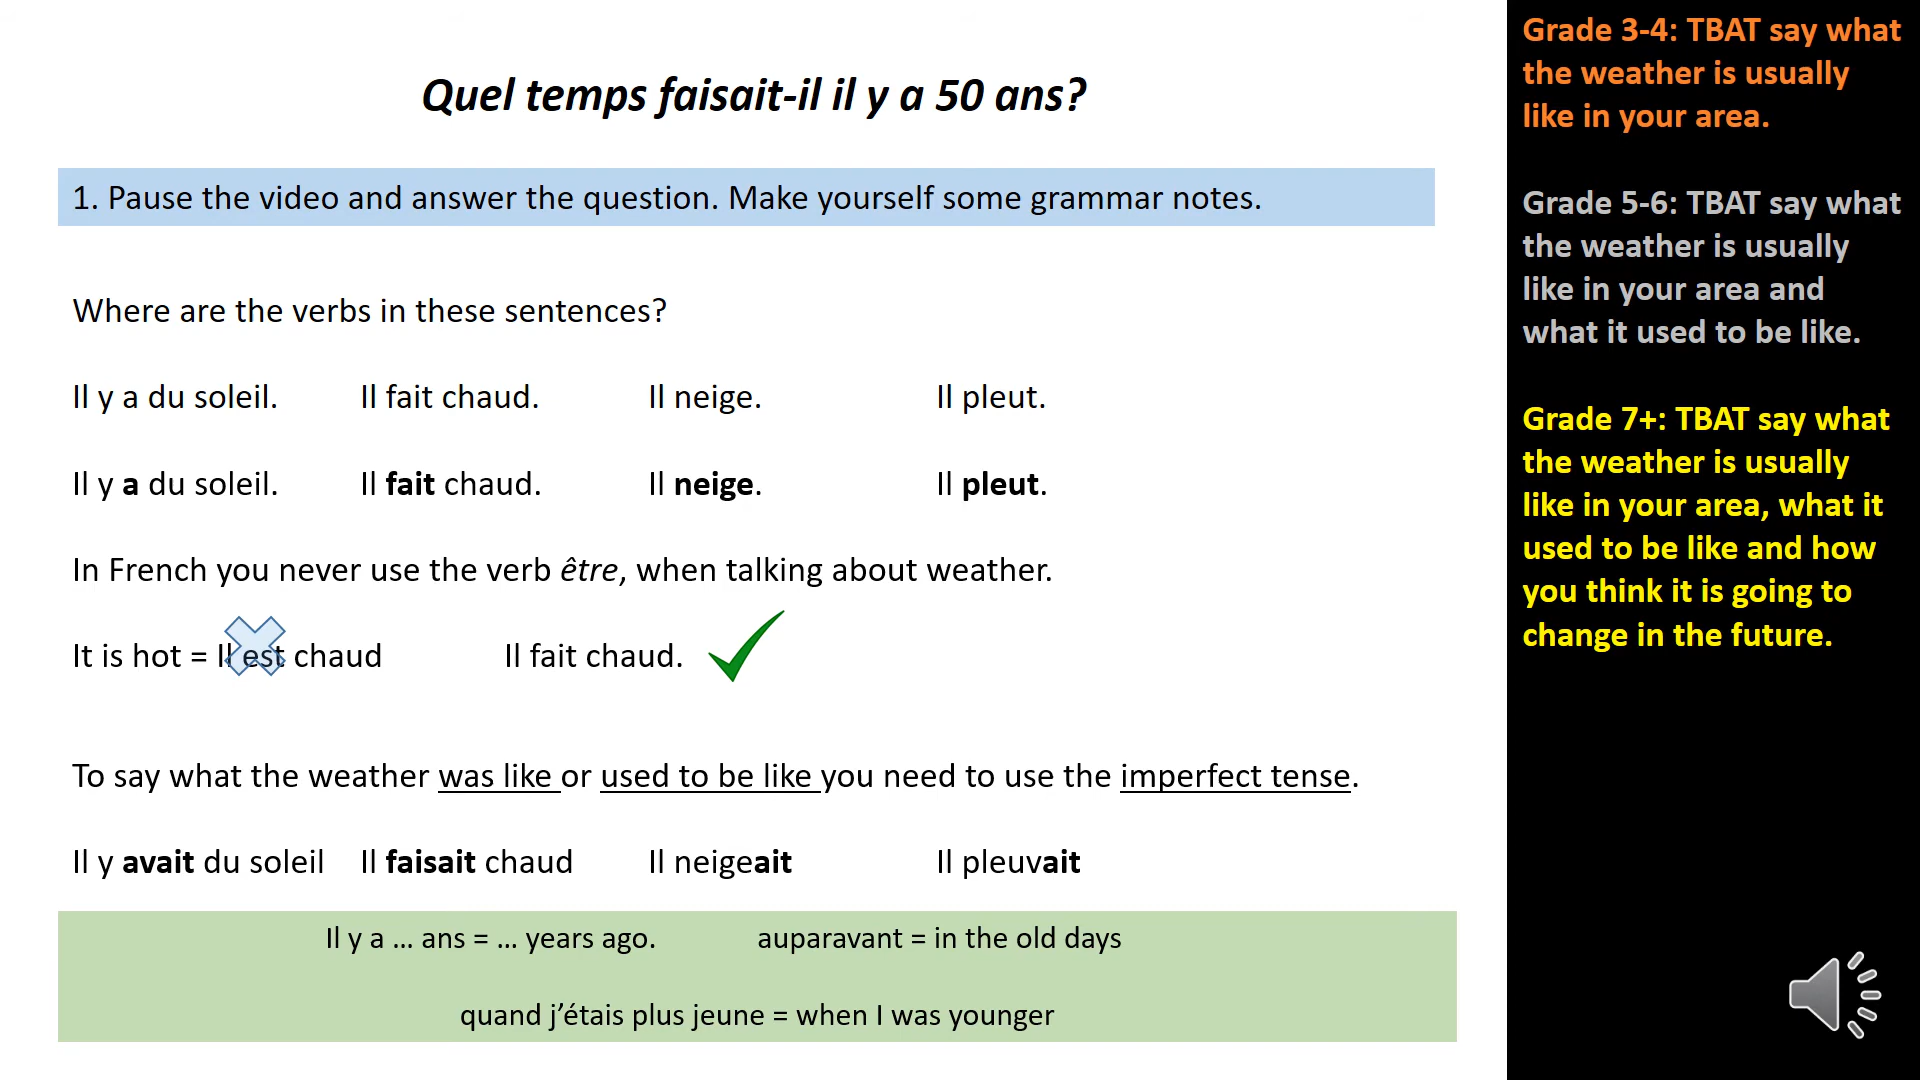 Quel temps faisait-il il y a 50 ans?
1. Pause the video and answer the question. Make yourself some grammar notes.
Where are the verbs in these sentences?
Il y a du soleil. Il fait chaud. Il neige. Il pleut.
Il y a du soleil. Il fait chaud. Il neige. Il pleut.
In French you never use the verb être, when talking about weather.
It is hot = Il est chaud Il fait chaud.
To say what the weather was like or used to be like you need to use the imperfect tense.
Il y avait du soleil Il faisait chaud Il neigeait Il pleuvait
Il y a ... ans = ... years ago. auparavant = in the old days
quand j’étais plus jeune = when I was younger
Grade 3-4: TBAT say what
the weather is usually
like in your area.
Grade 5-6: TBAT say what
the weather is usually
like in your area and
what it used to be like.
Grade 7+: TBAT say what
the weather is usually
like in your area, what it
used to be like and how
you think it is going to
change in the future.